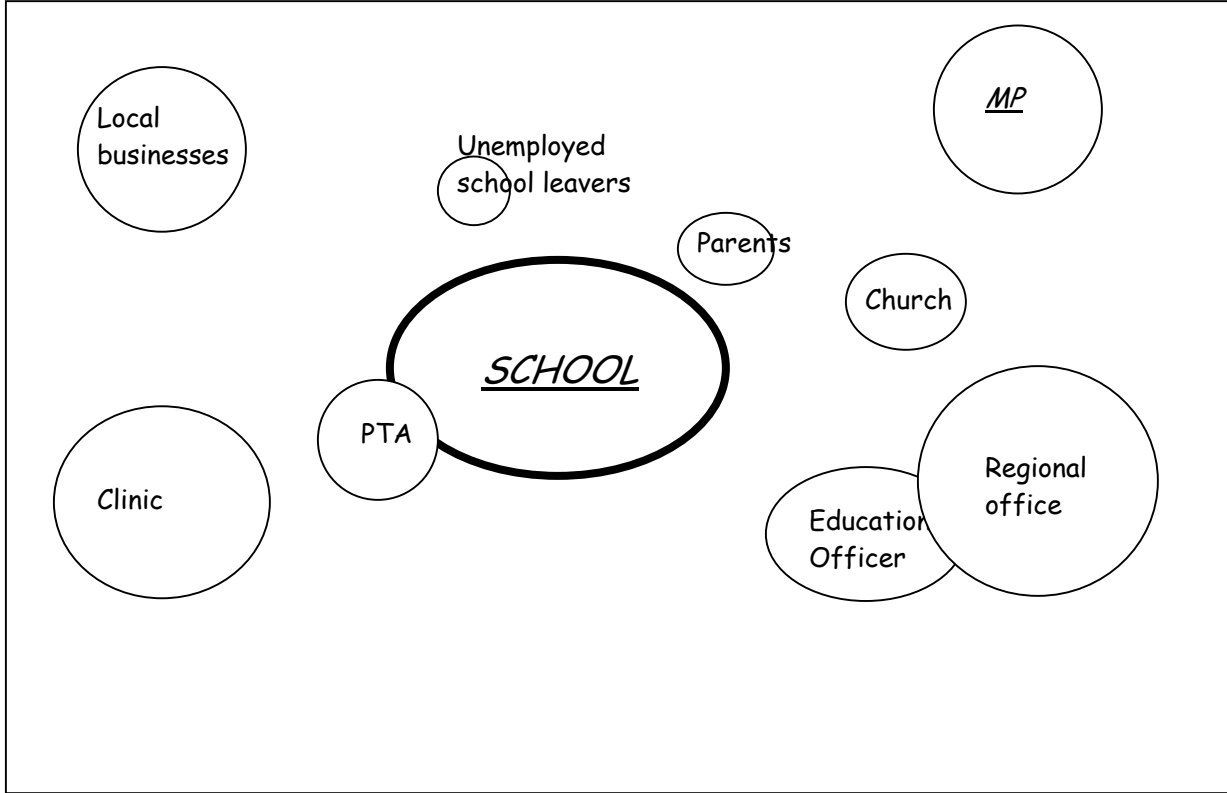 Local
businesses
Unemployed
school leavers
MP
Parents
Church
SCHOOL
PTA
Clinic
Regional
office
Education
Officer